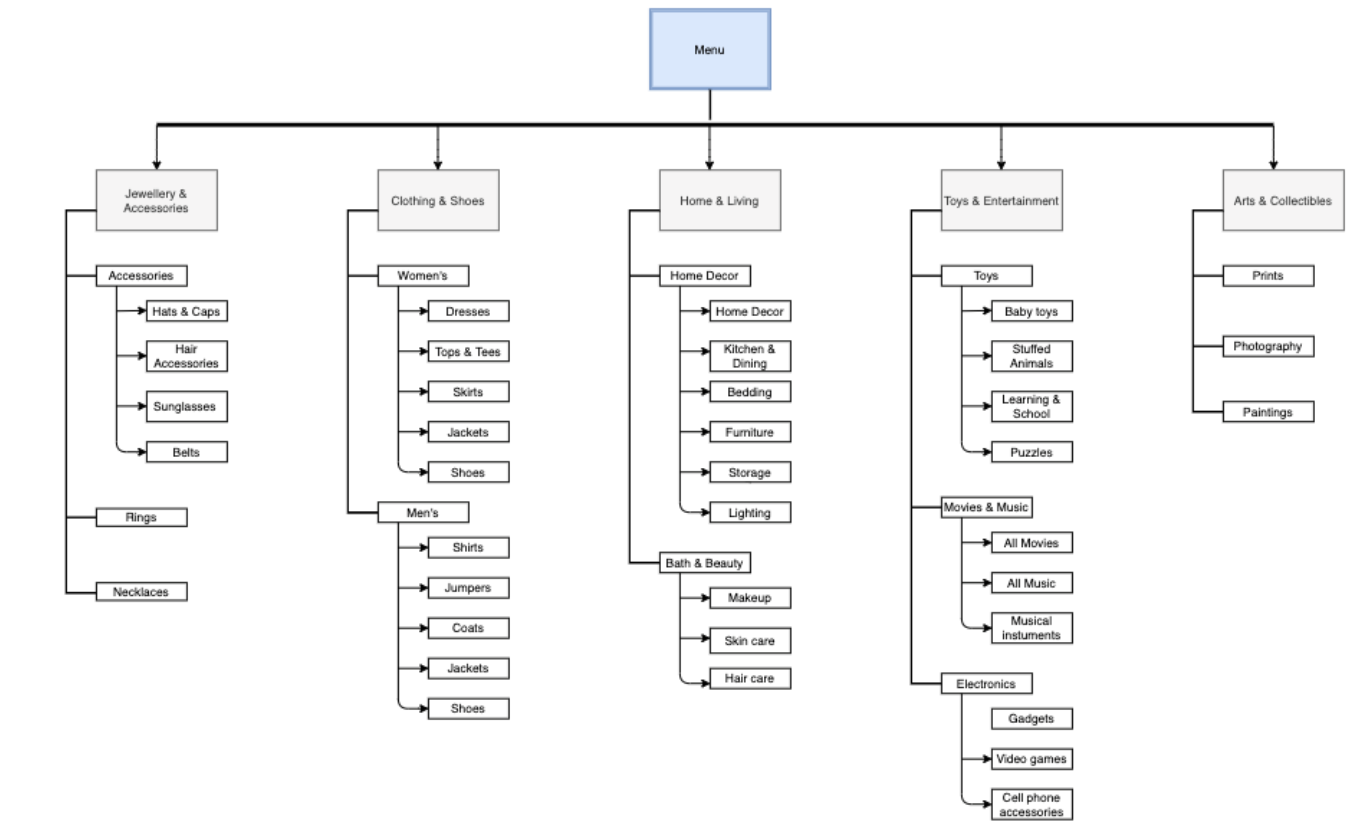 Menu
Jewellery &
Accessories
Accessories
Hats & Caps
Hair
Accessories
Sunglasses
Belts
Rings
Necklaces
Clothing & Shoes
Women's
Dresses
Tops & Tees
Skirts
Jackets
Shoes
Men's
Shirts
Jumpers
Coats
Jackets
Shoes
Home & Living
Home Decor
Home Decor
Kitchen &
Dining
Bedding
Furniture
Storage
Lighting
Bath & Beauty
Makeup
Skin care
Hair care
Toys & Entertainment
Toys
Baby toys
Stuffed
Animals
Learning &
School
Puzzles
Movies & Music
All Movies
All Music
Musical
instuments
Electronics
Gadgets
Video games
Cell phone
accessories
Arts & Collectibles
Prints
Photography
Paintings